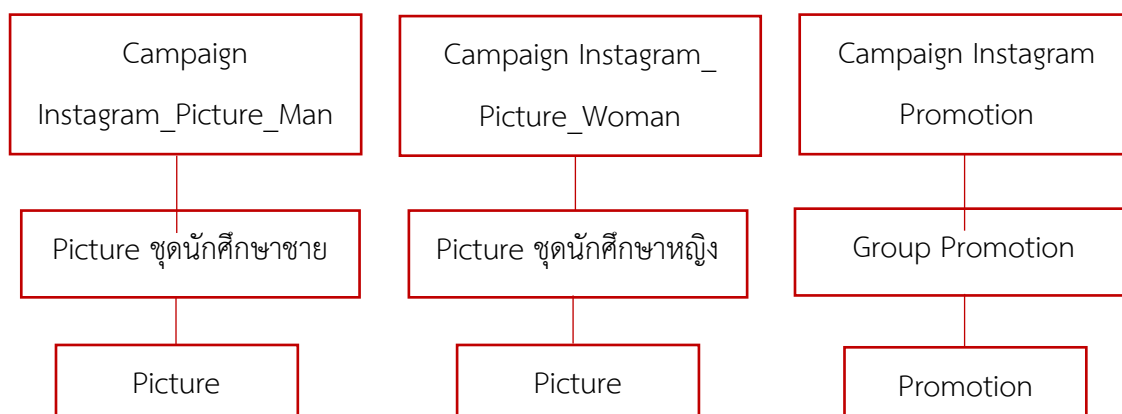 Campaign
Instagram_Picture_Man
Campaign Instagram_
Picture_Woman
Campaign Instagram
Promotion
Picture ชุดนักศึกษาชาย
Picture ชุดนักศึกษาหญิง
Group Promotion
Picture
Picture
Promotion